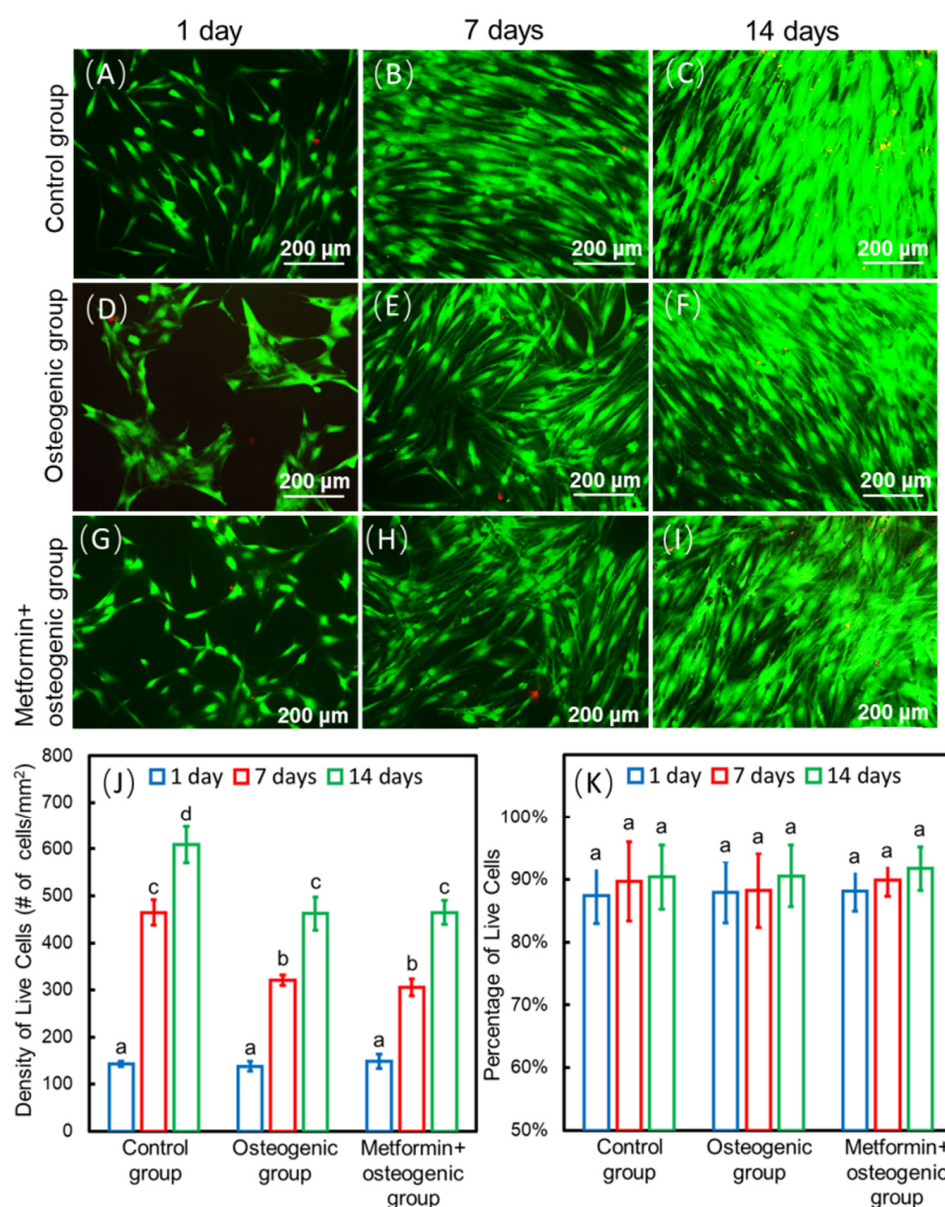 1 day 7 days 14 days
Control group
(A) (B) (C)
200 µm 200 µm 200 µm
Osteogenic group
(D) (E) (F)
200 µm 200 µm 200 µm
Metformin+
osteogenic group
(G) (H) (I)
200 µm 200 µm 200 µm
Density of Live Cells (# of cells/mm²)
800
700
600
500
400
300
200
100
0
(J) 1 day 7 days 14 days
a c d
a b c
a b c
Control
group
Osteogenic
group
Metformin+
osteogenic
group
Percentage of Live Cells
100%
90%
80%
70%
60%
50%
(K) 1 day 7 days 14 days
a a a
a a a
a a a
Control
group
Osteogenic
group
Metformin+
osteogenic
group